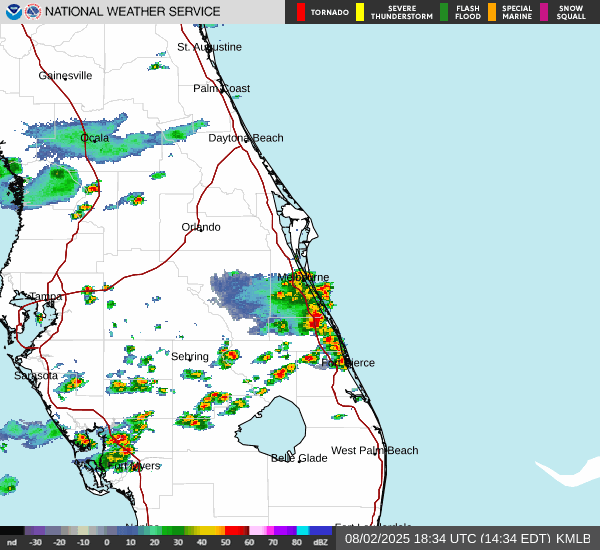 NATIONAL WEATHER SERVICE
TORNADO
SEVERE THUNDERSTORM
FLASH FLOOD
SPECIAL MARINE
SNOW SQUALL
St. Augustine
Gainesville
Palm Coast
Ocala
Daytona Beach
Orlando
Melbourne
Tampa
Sebring
Fort Pierce
Sarasota
West Palm Beach
Belle Glade
Fort Myers
nd -30 -20 -10 0 10 20 30 40 50 60 70 80 dBZ
08/02/2025 18:34 UTC (14:34 EDT) KMLB